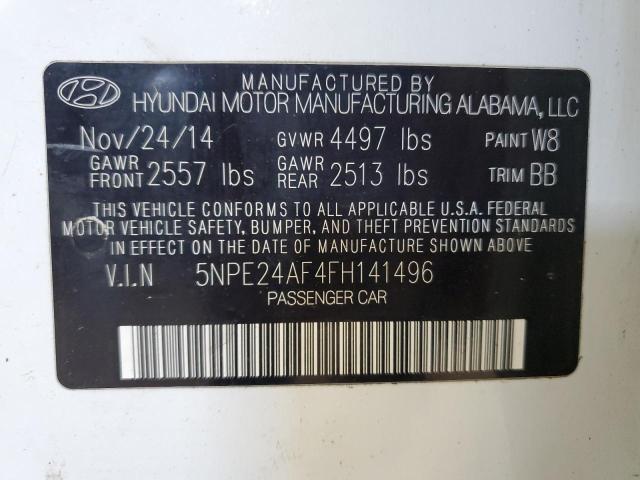 MANUFACTURED BY
HYUNDAI MOTOR MANUFACTURING ALABAMA, LLC
Nov/24/14 GVWR 4497 lbs PAINT W8
GAWR FRONT 2557 lbs GAWR REAR 2513 lbs TRIM BB
THIS VEHICLE CONFORMS TO ALL APPLICABLE U.S.A. FEDERAL
MOTOR VEHICLE SAFETY, BUMPER, AND THEFT PREVENTION STANDARDS
IN EFFECT ON THE DATE OF MANUFACTURE SHOWN ABOVE
V.I.N 5NPE24AF4FH141496
PASSENGER CAR